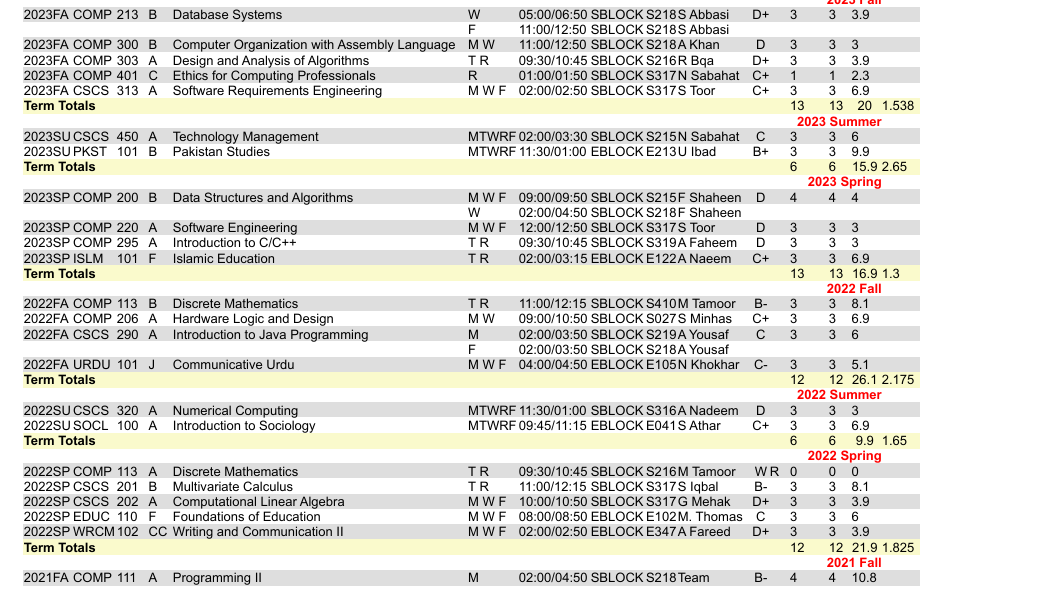 2023 Fall
2023FA COMP 213 B Database Systems W 05:00/06:50 SBLOCK S218 S Abbasi D+ 3 3 3.9
F 11:00/12:50 SBLOCK S218 S Abbasi
2023FA COMP 300 B Computer Organization with Assembly Language M W 11:00/12:50 SBLOCK S218 A Khan D 3 3 3
2023FA COMP 303 A Design and Analysis of Algorithms T R 09:30/10:45 SBLOCK S216 R Bqa D+ 3 3 3.9
2023FA COMP 401 C Ethics for Computing Professionals R 01:00/01:50 SBLOCK S317 N Sabahat C+ 1 1 2.3
2023FA CSCS 313 A Software Requirements Engineering M W F 02:00/02:50 SBLOCK S317 S Toor C+ 3 3 6.9
Term Totals 13 13 20 1.538
2023 Summer
2023SU CSCS 450 A Technology Management MTWRF 02:00/03:30 SBLOCK S215 N Sabahat C 3 3 6
2023SU PKST 101 B Pakistan Studies MTWRF 11:30/01:00 EBLOCK E213 U Ibad B+ 3 3 9.9
Term Totals 6 6 15.9 2.65
2023 Spring
2023SP COMP 200 B Data Structures and Algorithms M W F 09:00/09:50 SBLOCK S215 F Shaheen D 4 4 4
W 02:00/04:50 SBLOCK S218 F Shaheen
2023SP COMP 220 A Software Engineering M W F 12:00/12:50 SBLOCK S317 S Toor D 3 3 3
2023SP COMP 295 A Introduction to C/C++ T R 09:30/10:45 SBLOCK S319 A Faheem D 3 3 3
2023SP ISLM 101 F Islamic Education T R 02:00/03:15 EBLOCK E122 A Naeem C+ 3 3 6.9
Term Totals 13 13 16.9 1.3
2022 Fall
2022FA COMP 113 B Discrete Mathematics T R 11:00/12:15 SBLOCK S410 M Tamoor B- 3 3 8.1
2022FA COMP 206 A Hardware Logic and Design M W 09:00/10:50 SBLOCK S027 S Minhas C+ 3 3 6.9
2022FA CSCS 290 A Introduction to Java Programming M 02:00/03:50 SBLOCK S219 A Yousaf C 3 3 6
F 02:00/03:50 SBLOCK S218 A Yousaf
2022FA URDU 101 J Communicative Urdu M W F 04:00/04:50 EBLOCK E105 N Khokhar C- 3 3 5.1
Term Totals 12 12 26.1 2.175
2022 Summer
2022SU CSCS 320 A Numerical Computing MTWRF 11:30/01:00 SBLOCK S316 A Nadeem D 3 3 3
2022SU SOCL 100 A Introduction to Sociology MTWRF 09:45/11:15 EBLOCK E041 S Athar C+ 3 3 6.9
Term Totals 6 6 9.9 1.65
2022 Spring
2022SP COMP 113 A Discrete Mathematics T R 09:30/10:45 SBLOCK S216 M Tamoor W R 0 0 0
2022SP CSCS 201 B Multivariate Calculus T R 11:00/12:15 SBLOCK S317 S Iqbal B- 3 3 8.1
2022SP CSCS 202 A Computational Linear Algebra M W F 10:00/10:50 SBLOCK S317 G Mehak D+ 3 3 3.9
2022SP EDUC 110 F Foundations of Education M W F 08:00/08:50 EBLOCK E102 M. Thomas C 3 3 6
2022SP WRCM 102 CC Writing and Communication II M W F 02:00/02:50 EBLOCK E347 A Fareed D+ 3 3 3.9
Term Totals 12 12 21.9 1.825
2021 Fall
2021FA COMP 111 A Programming II M 02:00/04:50 SBLOCK S218 Team B- 4 4 10.8